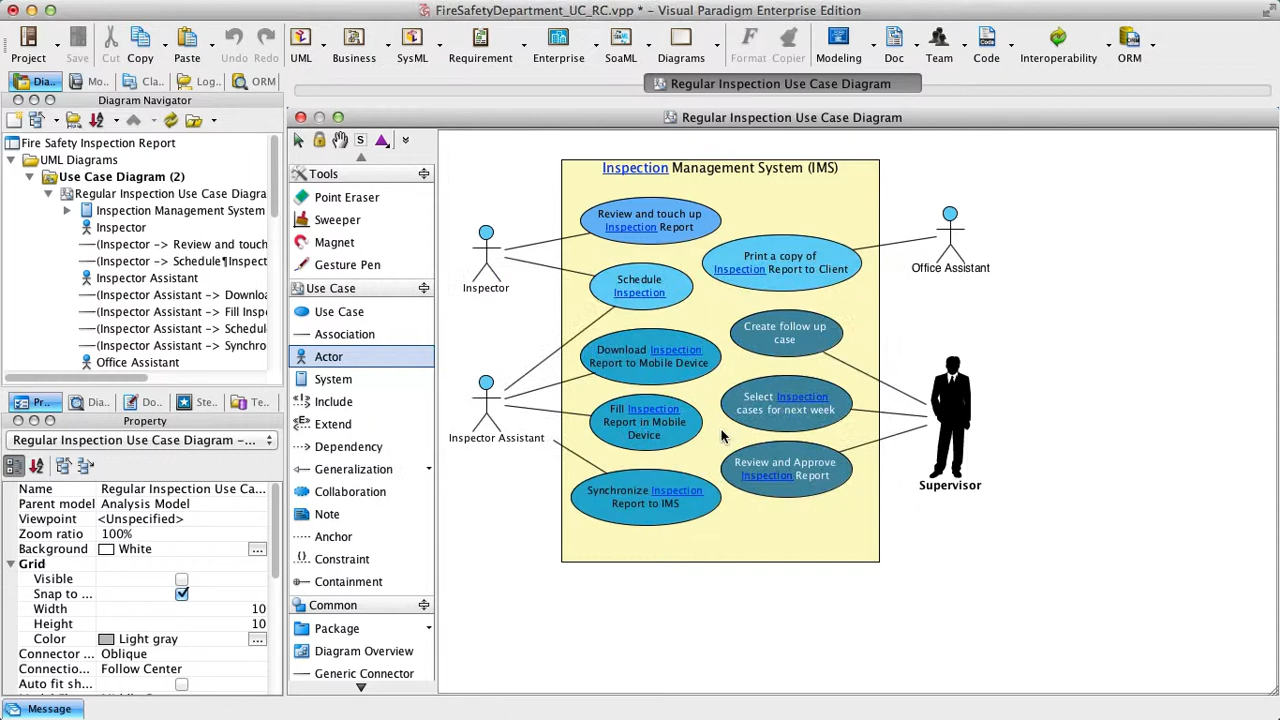 FireSafetyDepartment_UC_RC.vpp * - Visual Paradigm Enterprise Edition
Project Save Cut Copy Paste Undo Redo UML Business SysML Requirement Enterprise SoaML Diagrams Format Copier Modeling Doc Team Code Interoperability ORM
Dia.. Mo.. Cla.. Log.. ORM
Regular Inspection Use Case Diagram
Diagram Navigator
Fire Safety Inspection Report
UML Diagrams
Use Case Diagram (2)
Regular Inspection Use Case Diagra
Inspection Management System
Inspector
(Inspector -> Review and touch
(Inspector -> Schedule¶Inspect
Inspector Assistant
(Inspector Assistant -> Downloa
(Inspector Assistant -> Fill Insp
(Inspector Assistant -> Schedul
(Inspector Assistant -> Synchro
Office Assistant
Pr.. Dia.. Do.. Ste.. Te..
Property
Regular Inspection Use Case Diagram -...
Name Regular Inspection Use Ca...
Parent model Analysis Model
Viewpoint <Unspecified>
Zoom ratio 100%
Background White ...
Grid
Visible
Snap to ...
Width 10
Height 10
Color Light gray ...
Connector ... Oblique
Connectio... Follow Center
Auto fit sh...
Message
Regular Inspection Use Case Diagram
S
Tools
Point Eraser
Sweeper
Magnet
Gesture Pen
Use Case
Use Case
Association
Actor
System
Include
Extend
Dependency
Generalization
Collaboration
Note
Anchor
Constraint
Containment
Common
Package
Diagram Overview
Generic Connector
Inspection Management System (IMS)
Review and touch up
Inspection Report
Print a copy of
Inspection Report to Client
Office Assistant
Inspector
Schedule
Inspection
Create follow up
case
Download Inspection
Report to Mobile Device
Select Inspection
cases for next week
Fill Inspection
Report in Mobile
Device
Inspector Assistant
Review and Approve
Inspection Report
Supervisor
Synchronize Inspection
Report to IMS